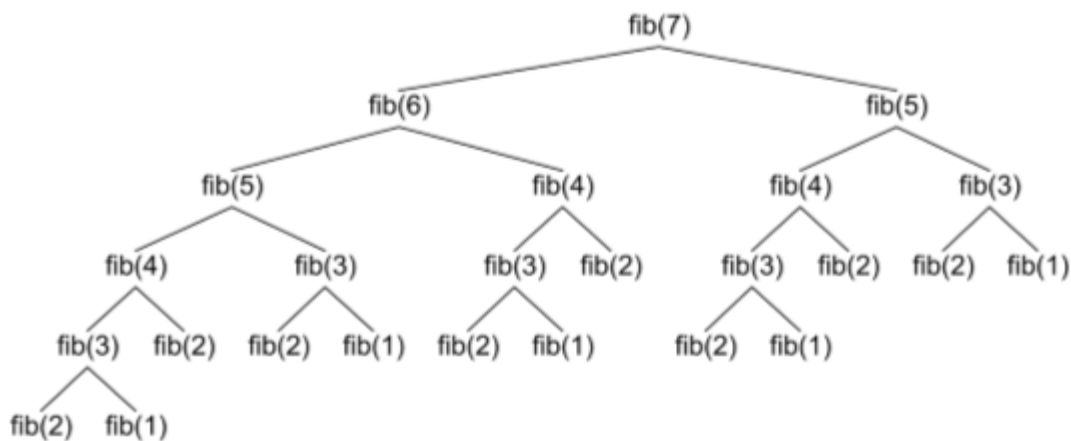 fib(7)
fib(6) fib(5)
fib(5) fib(4) fib(4) fib(3)
fib(4) fib(3) fib(3) fib(2) fib(3) fib(2) fib(2) fib(1)
fib(3) fib(2) fib(2) fib(1) fib(2) fib(1) fib(2) fib(1)
fib(2) fib(1)